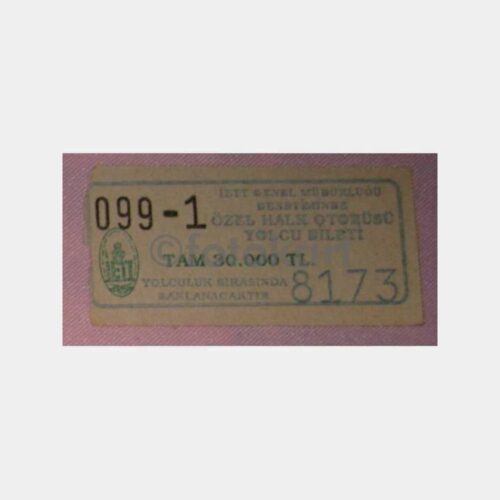 İETT GENEL MÜDÜRLÜĞÜ
DENETİMİNDE
099-1
ÖZEL HALK OTOBÜSÜ
YOLCU BİLETİ
TAM 30.000 TL.
İETT
YOLCULUK SIRASINDA
SAKLANACAKTIR
8173